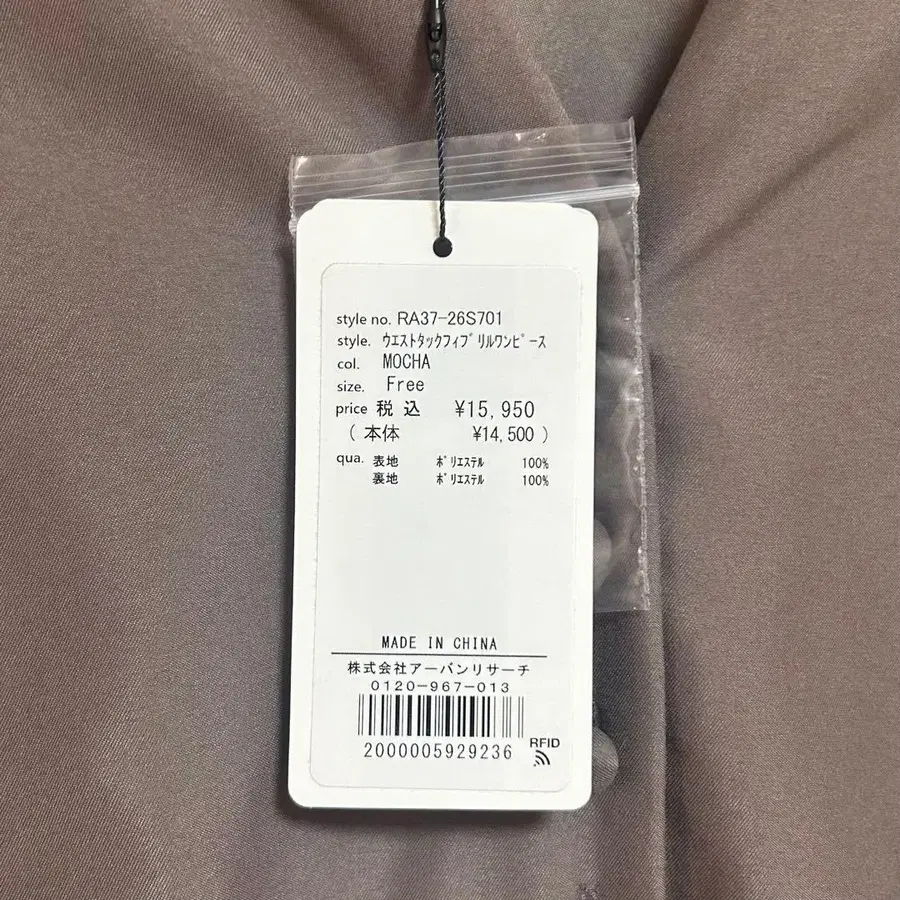 style no. RA37-26S701
style. ｳｴｽﾄﾀｯｸﾌｨﾌﾞﾘﾙﾜﾝﾋﾟｰｽ
col. MOCHA
size. Free
price 税込 ¥15,950
(本体 ¥14,500)
qua. 表地 ﾎﾟﾘｴｽﾃﾙ 100%
裏地 ﾎﾟﾘｴｽﾃﾙ 100%
MADE IN CHINA
株式会社アーバンリサーチ
0120-967-013
2000005929236
RFID